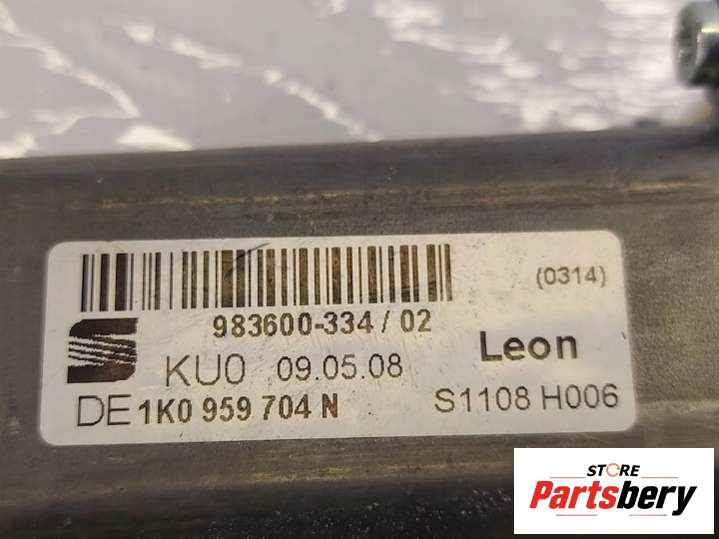 (0314)
983600-334 / 02
Leon
KU0 09.05.08
DE 1K0 959 704 N
S1108 H006
STORE
Partsbery